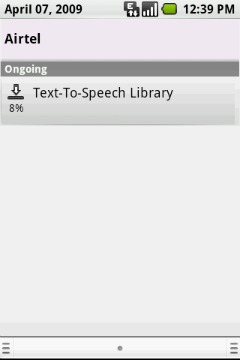 April 07, 2009 E 12:39 PM
Airtel
Ongoing
Text-To-Speech Library
8%